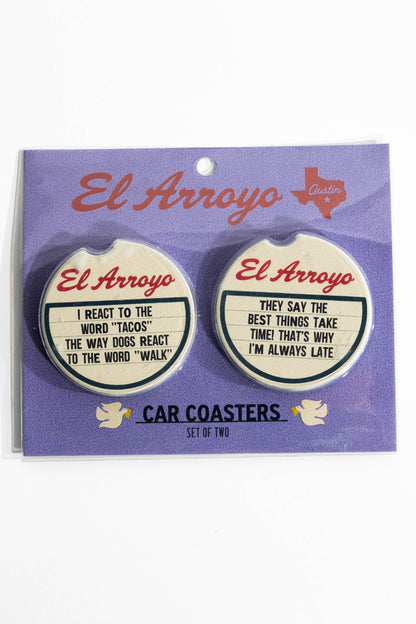 El Arroyo
Austin
El Arroyo
I REACT TO THE
WORD "TACOS"
THE WAY DOGS REACT
TO THE WORD "WALK"
El Arroyo
THEY SAY THE
BEST THINGS TAKE
TIME! THAT'S WHY
I'M ALWAYS LATE
CAR COASTERS
SET OF TWO